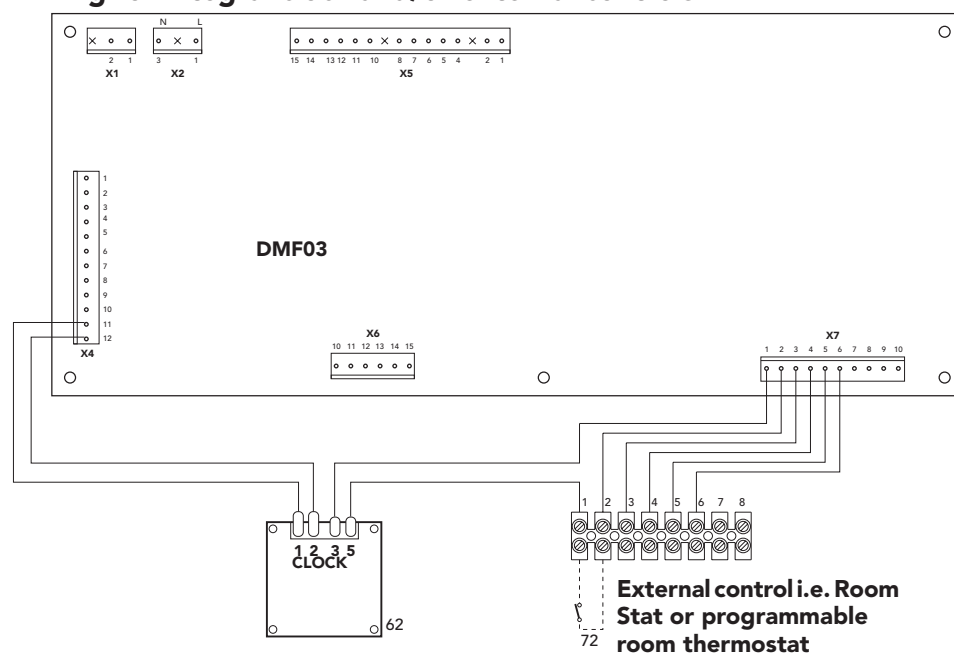 N L
2 1 3 1 15 14 13 12 11 10 8 7 6 5 4 2 1
X1 X2 X5
1
2
3
4
5
6
7
8
9
10
11
12
X4
DMF03
X6
10 11 12 13 14 15
X7
1 2 3 4 5 6 7 8 9 10
1 2 3 4 5 6 7 8
1 2 3 5
CLOCK
62
72
External control i.e. Room
Stat or programmable
room thermostat